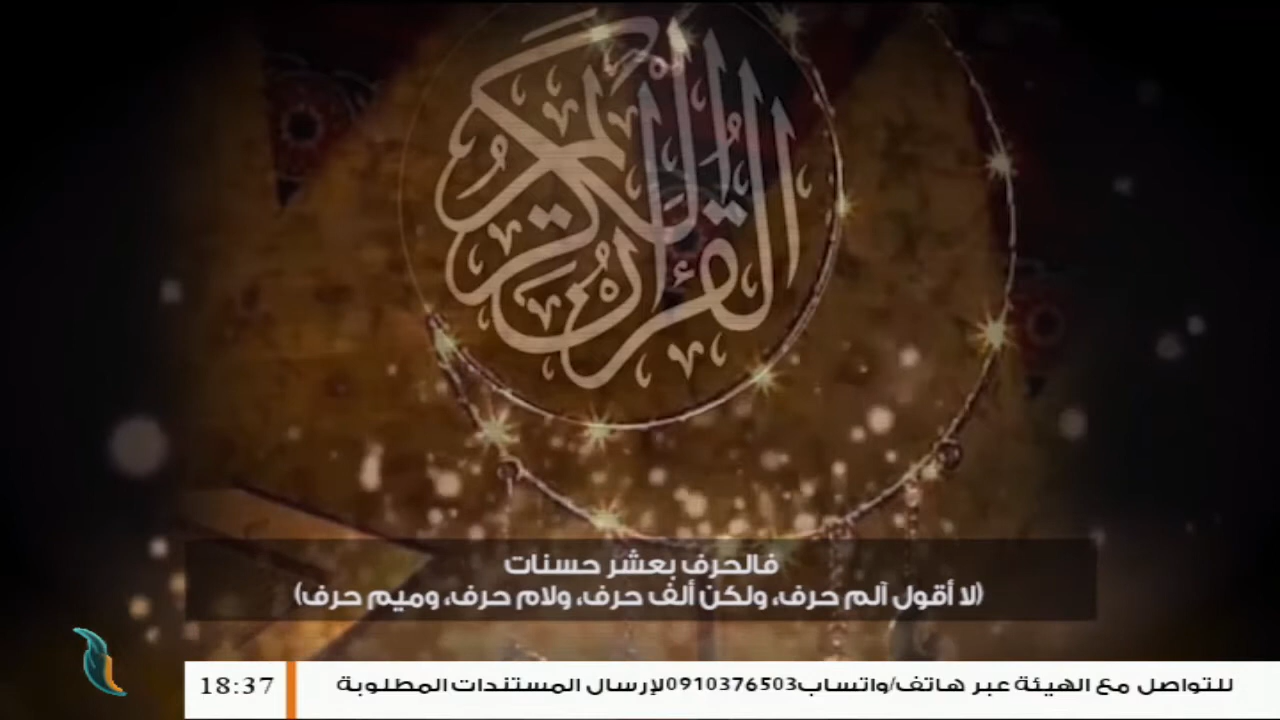 القرآن الكريم
فالحرف بعشر حسنات
(لا أقول آلم حرف، ولكن ألف حرف، ولام حرف، وميم حرف)
للتواصل مع الهيئة عبر هاتف/واتساب0910376503لإرسال المستندات المطلوبة
18:37